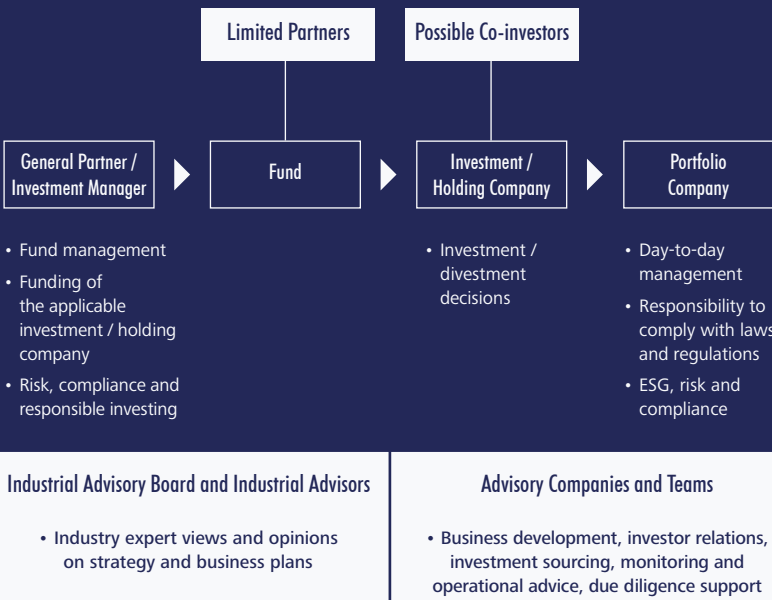 Limited Partners
Possible Co-investors
General Partner /
Investment Manager
Fund
Investment /
Holding Company
Portfolio
Company
• Fund management
• Funding of
the applicable
investment / holding
company
• Risk, compliance and
responsible investing
• Investment /
divestment
decisions
• Day-to-day
management
• Responsibility to
comply with laws
and regulations
• ESG, risk and
compliance
Industrial Advisory Board and Industrial Advisors
• Industry expert views and opinions
on strategy and business plans
Advisory Companies and Teams
• Business development, investor relations,
investment sourcing, monitoring and
operational advice, due diligence support